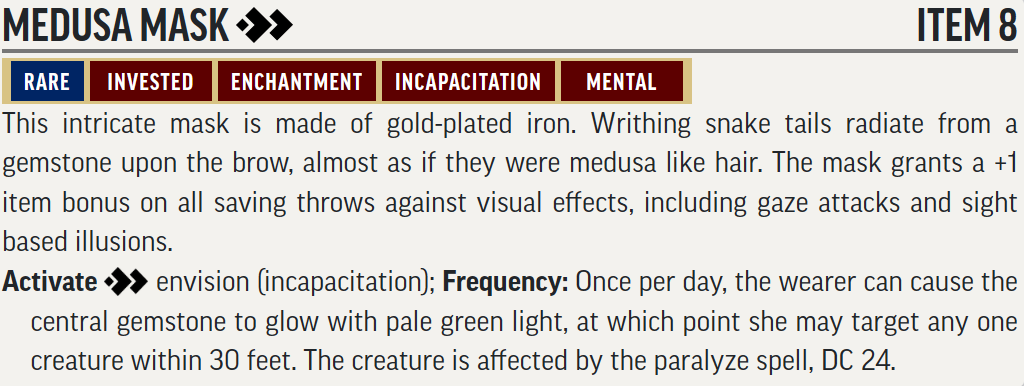 MEDUSA MASK ITEM 8
RARE INVESTED ENCHANTMENT INCAPACITATION MENTAL
This intricate mask is made of gold-plated iron. Writhing snake tails radiate from a
gemstone upon the brow, almost as if they were medusa like hair. The mask grants a +1
item bonus on all saving throws against visual effects, including gaze attacks and sight
based illusions.
Activate envision (incapacitation); Frequency: Once per day, the wearer can cause the
central gemstone to glow with pale green light, at which point she may target any one
creature within 30 feet. The creature is affected by the paralyze spell, DC 24.